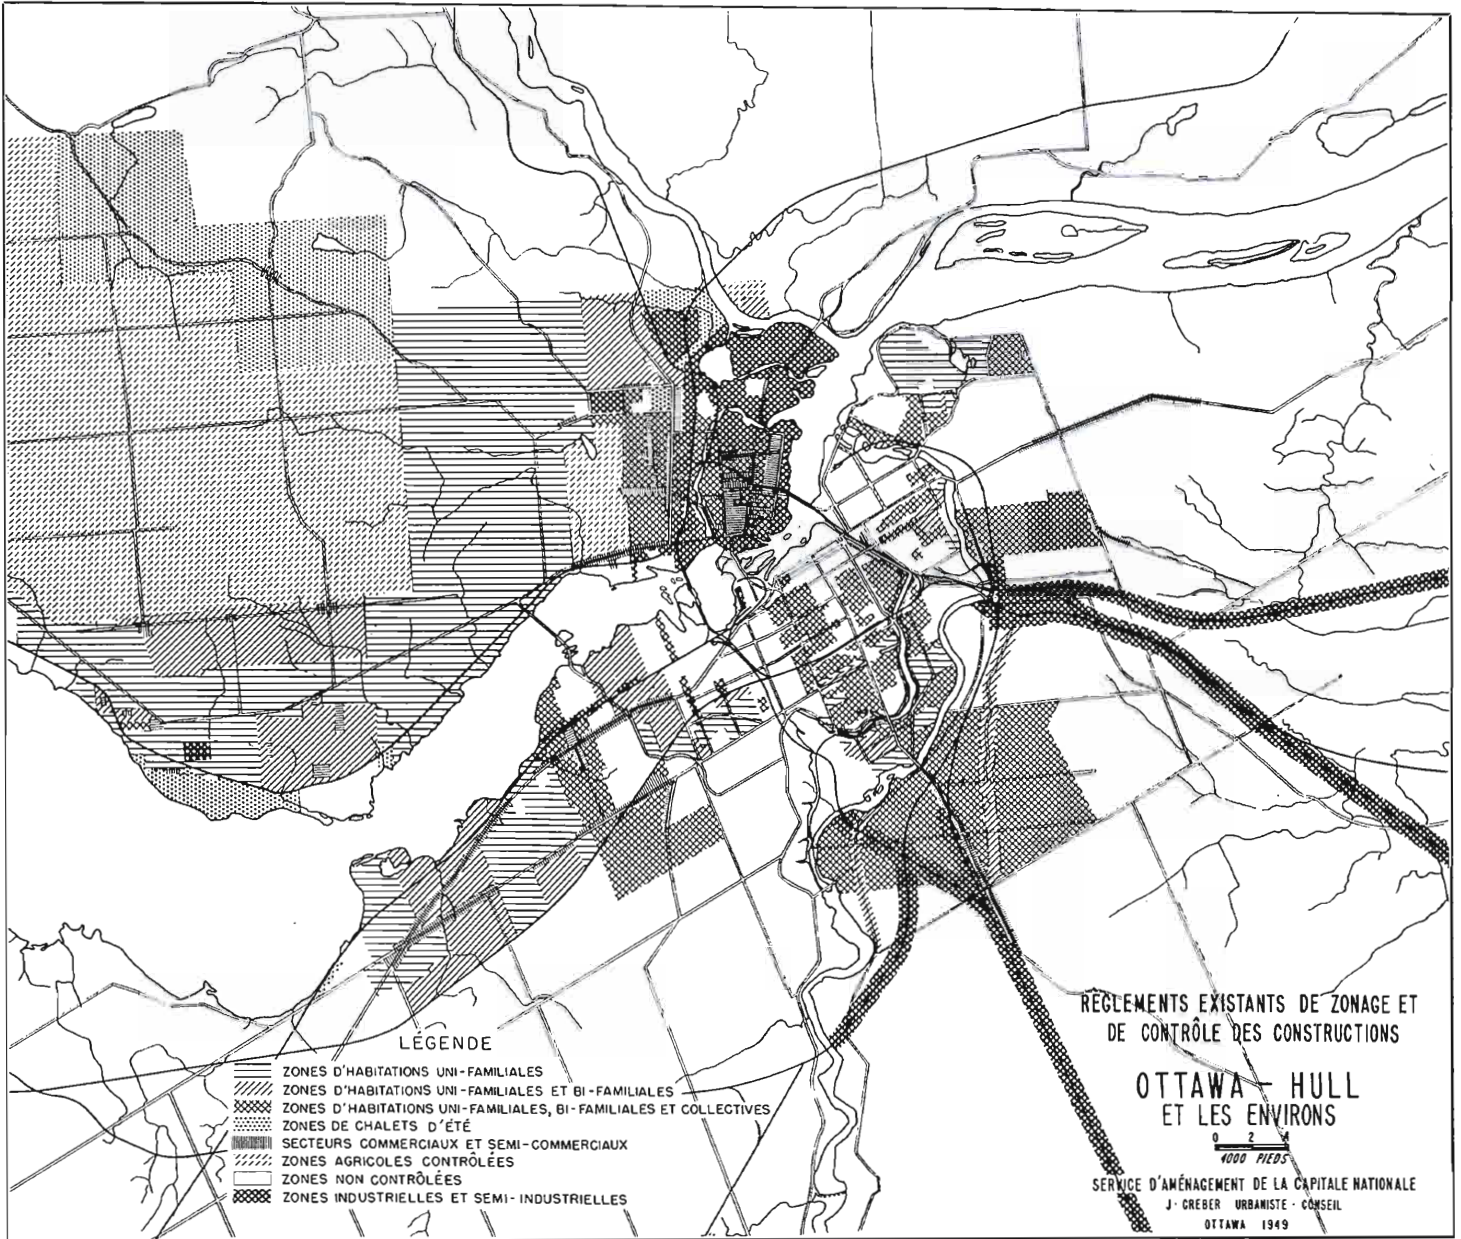 RÈGLEMENTS EXISTANTS DE ZONAGE ET
DE CONTRÔLE DES CONSTRUCTIONS
OTTAWA - HULL
ET LES ENVIRONS
0 2 4
1000 PIEDS
SERVICE D'AMÉNAGEMENT DE LA CAPITALE NATIONALE
J. GREBER URBANISTE - CONSEIL
OTTAWA 1949
LÉGENDE
ZONES D'HABITATIONS UNI-FAMILIALES
ZONES D'HABITATIONS UNI-FAMILIALES ET BI-FAMILIALES
ZONES D'HABITATIONS UNI-FAMILIALES, BI-FAMILIALES ET COLLECTIVES
ZONES DE CHALETS D'ÉTÉ
SECTEURS COMMERCIAUX ET SEMI-COMMERCIAUX
ZONES AGRICOLES CONTRÔLÉES
ZONES NON CONTRÔLÉES
ZONES INDUSTRIELLES ET SEMI-INDUSTRIELLES